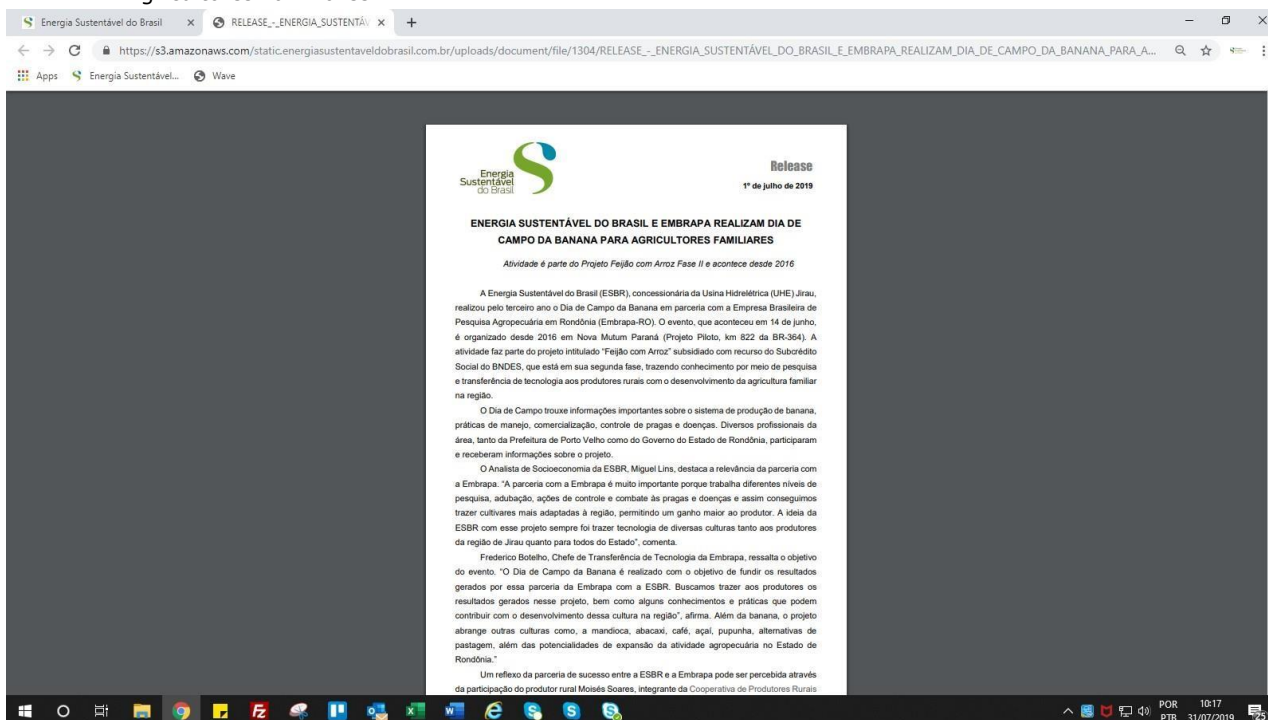 Energia Sustentável do Brasil
RELEASE_-_ENERGIA_SUSTENTÁV
https://s3.amazonaws.com/static.energiasustentaveldobrasil.com.br/uploads/document/file/1304/RELEASE_-_ENERGIA_SUSTENTÁVEL_DO_BRASIL_E_EMBRAPA_REALIZAM_DIA_DE_CAMPO_DA_BANANA_PARA_A...
Apps Energia Sustentável... Wave
Energia
Sustentável
do Brasil
Release
1º de julho de 2019
ENERGIA SUSTENTÁVEL DO BRASIL E EMBRAPA REALIZAM DIA DE
CAMPO DA BANANA PARA AGRICULTORES FAMILIARES
Atividade é parte do Projeto Feijão com Arroz Fase II e acontece desde 2016
A Energia Sustentável do Brasil (ESBR), concessionária da Usina Hidrelétrica (UHE) Jirau,
realizou pelo terceiro ano o Dia de Campo da Banana em parceria com a Empresa Brasileira de
Pesquisa Agropecuária em Rondônia (Embrapa-RO). O evento, que aconteceu em 14 de junho,
é organizado desde 2016 em Nova Mutum Paraná (Projeto Piloto, km 822 da BR-364). A
atividade faz parte do projeto intitulado “Feijão com Arroz” subsidiado com recurso do Subcrédito
Social do BNDES, que está em sua segunda fase, trazendo conhecimento por meio de pesquisa
e transferência de tecnologia aos produtores rurais com o desenvolvimento da agricultura familiar
na região.
O Dia de Campo trouxe informações importantes sobre o sistema de produção de banana,
práticas de manejo, comercialização, controle de pragas e doenças. Diversos profissionais da
área, tanto da Prefeitura de Porto Velho como do Governo do Estado de Rondônia, participaram
e receberam informações sobre o projeto.
O Analista de Socioeconomia da ESBR, Miguel Lins, destaca a relevância da parceria com
a Embrapa. “A parceria com a Embrapa é muito importante porque trabalha diferentes níveis de
pesquisa, adubação, ações de controle e combate às pragas e doenças e assim conseguimos
trazer cultivares mais adaptadas à região, permitindo um ganho maior ao produtor. A ideia da
ESBR com esse projeto sempre foi trazer tecnologia de diversas culturas tanto aos produtores
da região de Jirau quanto para todos do Estado”, comenta.
Frederico Botelho, Chefe de Transferência de Tecnologia da Embrapa, ressalta o objetivo
do evento. “O Dia de Campo da Banana é realizado com o objetivo de fundir os resultados
gerados por essa parceria da Embrapa com a ESBR. Buscamos trazer aos produtores os
resultados gerados nesse projeto, bem como alguns conhecimentos e práticas que podem
contribuir com o desenvolvimento dessa cultura na região”, afirma. Além da banana, o projeto
abrange outras culturas como, a mandioca, abacaxi, café, açaí, pupunha, alternativas de
pastagem, além das potencialidades de expansão da atividade agropecuária no Estado de
Rondônia.”
Um reflexo da parceria de sucesso entre a ESBR e a Embrapa pode ser percebida através
da participação do produtor rural Moisés Soares, integrante da Cooperativa de Produtores Rurais
POR 10:17
PTB 31/07/2019